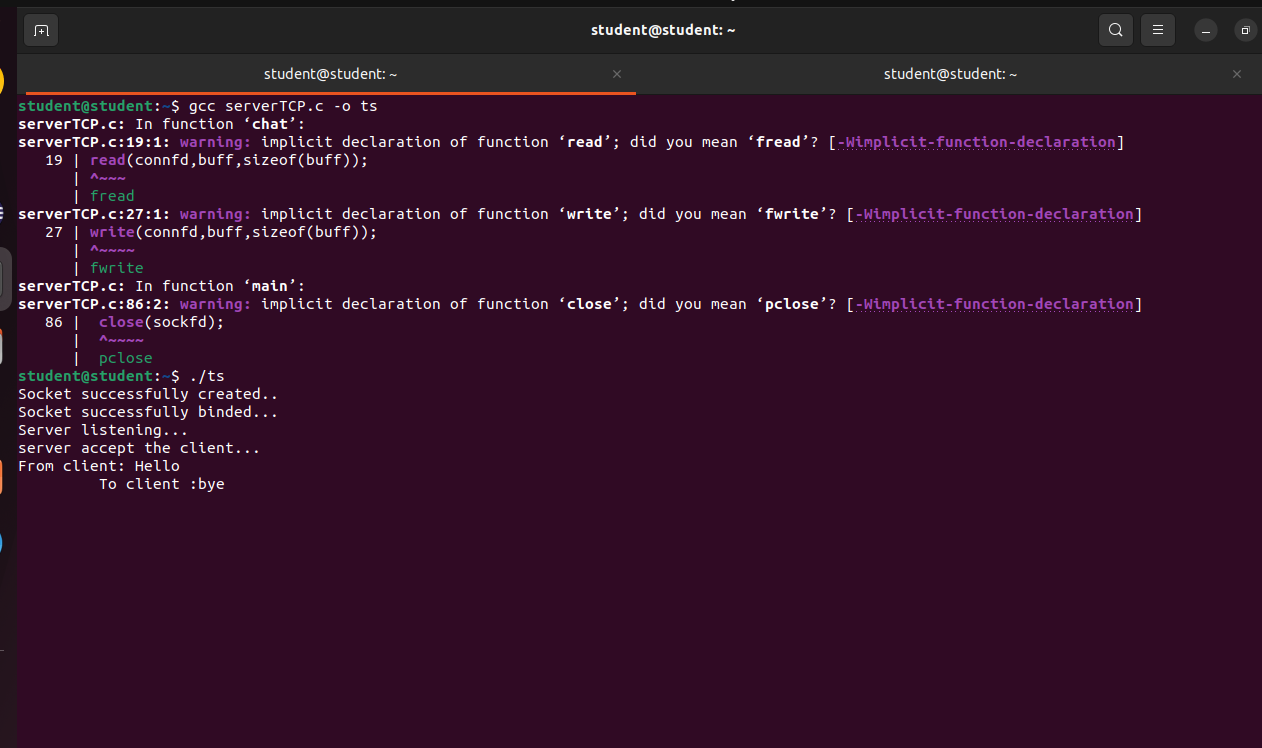 student@student: ~
student@student: ~ × student@student: ~ ×
student@student:~$ gcc serverTCP.c -o ts
serverTCP.c: In function ‘chat’:
serverTCP.c:19:1: warning: implicit declaration of function ‘read’; did you mean ‘fread’? [-Wimplicit-function-declaration]
   19 | read(connfd,buff,sizeof(buff));
      | ^~~~
      | fread
serverTCP.c:27:1: warning: implicit declaration of function ‘write’; did you mean ‘fwrite’? [-Wimplicit-function-declaration]
   27 | write(connfd,buff,sizeof(buff));
      | ^~~~~
      | fwrite
serverTCP.c: In function ‘main’:
serverTCP.c:86:2: warning: implicit declaration of function ‘close’; did you mean ‘pclose’? [-Wimplicit-function-declaration]
   86 |  close(sockfd);
      |  ^~~~~
      |  pclose
student@student:~$ ./ts
Socket successfully created..
Socket successfully binded...
Server listening...
server accept the client...
From client: Hello
         To client :bye